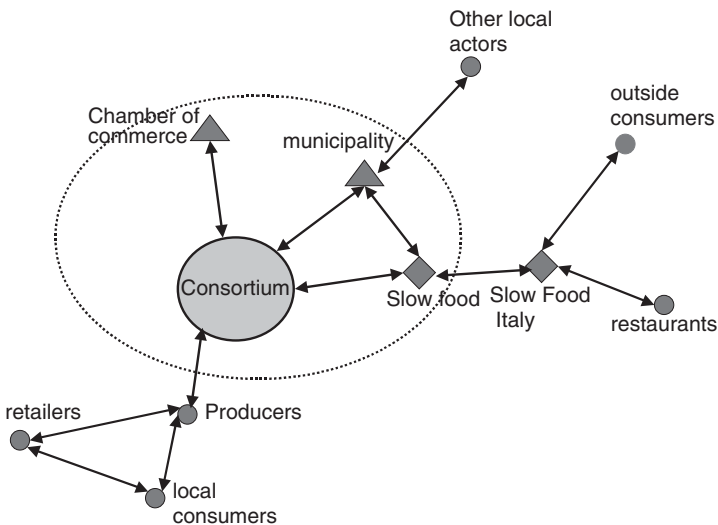 Other local
actors
outside
consumers
Chamber of
commerce
municipality
Consortium
Slow food
Slow Food
Italy
restaurants
retailers
Producers
local
consumers